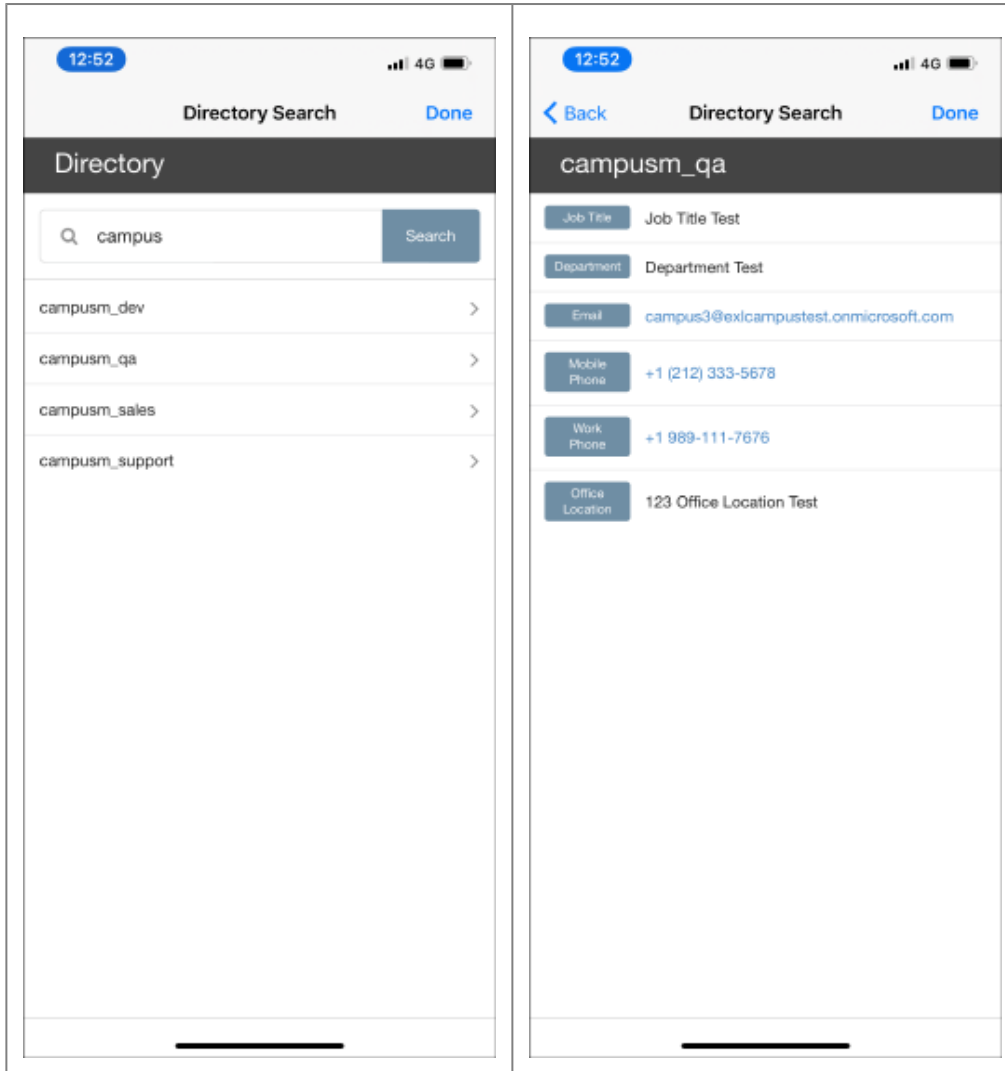 12:52
4G
Directory Search Done
Directory
campus Search
campusm_dev
campusm_qa
campusm_sales
campusm_support
12:52
4G
Back Directory Search Done
campusm_qa
Job Title Job Title Test
Department Department Test
Email campus3@exlcampustest.onmicrosoft.com
Mobile
Phone
+1 (212) 333-5678
Work
Phone
+1 989-111-7676
Office
Location
123 Office Location Test